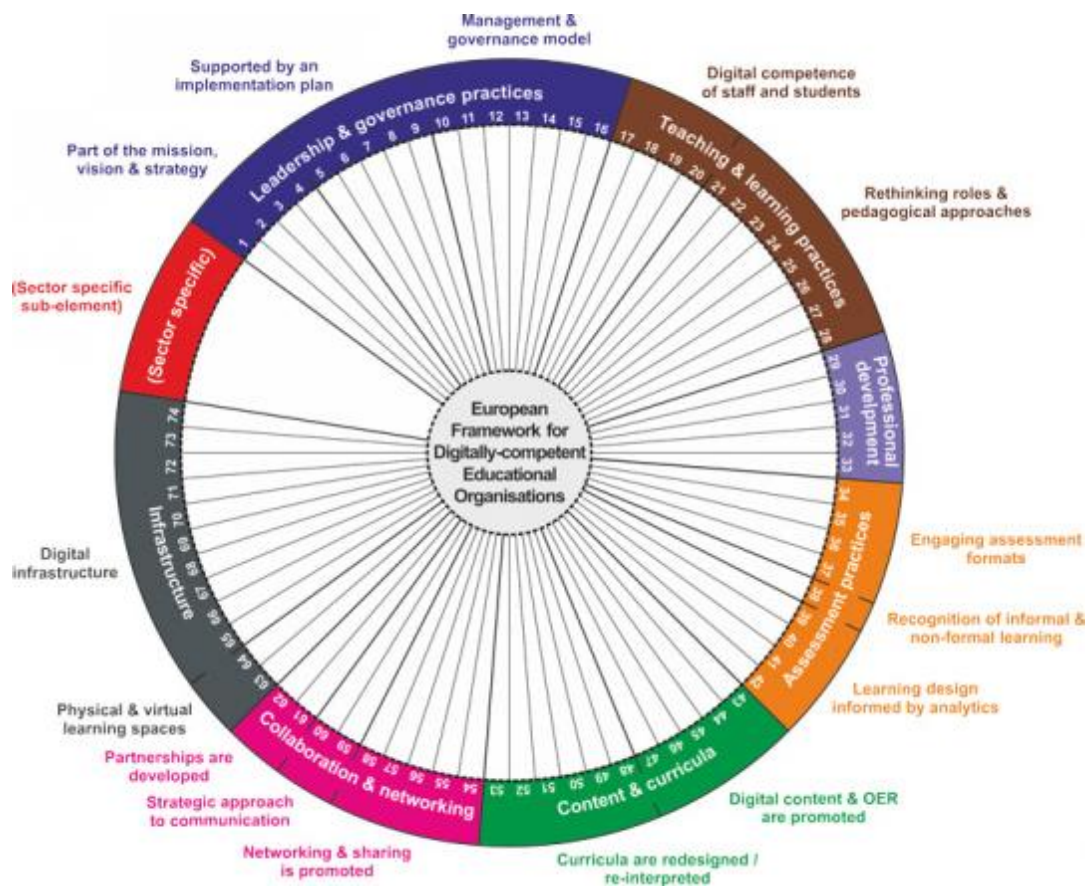 Management &
governance model
Supported by an
implementation plan
Part of the mission,
vision & strategy
(Sector specific
sub-element)
Digital
infrastructure
Physical & virtual
learning spaces
Partnerships are
developed
Strategic approach
to communication
Networking & sharing
is promoted
Curricula are redesigned /
re-interpreted
Digital content & OER
are promoted
Learning design
informed by analytics
Recognition of informal &
non-formal learning
Engaging assessment
formats
Rethinking roles &
pedagogical approaches
Digital competence
of staff and students
Leadership & governance practices
1 2 3 4 5 6 7 8 9 10 11 12 13 14 15 16
Teaching & learning practices
17 18 19 20 21 22 23 24 25 26 27 28
Professional
develpment
29 30 31 32 33
Assessment practices
34 35 36 37 38 39 40 41 42
Content & curricula
43 44 45 46 47 48 49 50 51 52 53
Collaboration & networking
54 55 56 57 58 59 60 61 62
Infrastructure
63 64 65 66 67 68 69 70 71 72 73 74
(Sector specific)
European
Framework for
Digitally-competent
Educational
Organisations